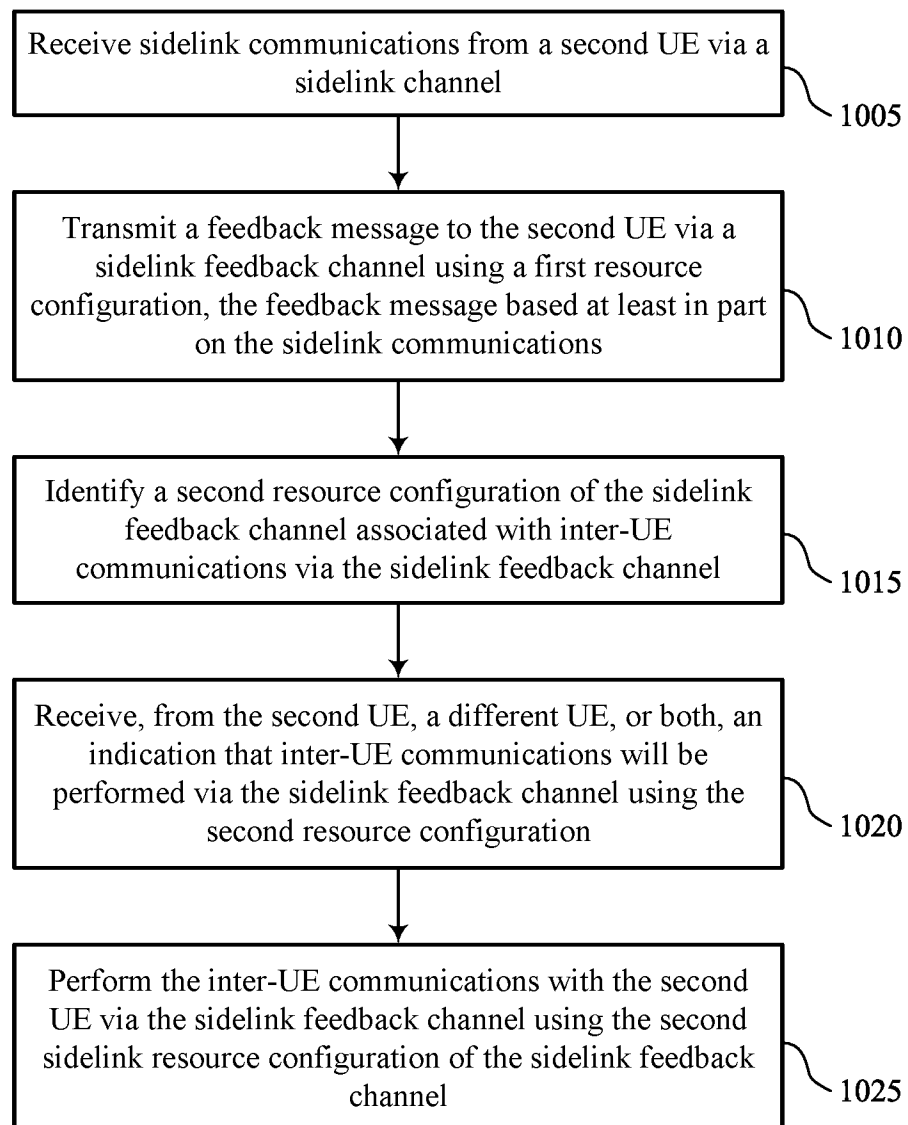 Receive sidelink communications from a second UE via a
sidelink channel
1005
Transmit a feedback message to the second UE via a
sidelink feedback channel using a first resource
configuration, the feedback message based at least in part
on the sidelink communications
1010
Identify a second resource configuration of the sidelink
feedback channel associated with inter-UE
communications via the sidelink feedback channel
1015
Receive, from the second UE, a different UE, or both, an
indication that inter-UE communications will be
performed via the sidelink feedback channel using the
second resource configuration
1020
Perform the inter-UE communications with the second
UE via the sidelink feedback channel using the second
sidelink resource configuration of the sidelink feedback
channel
1025